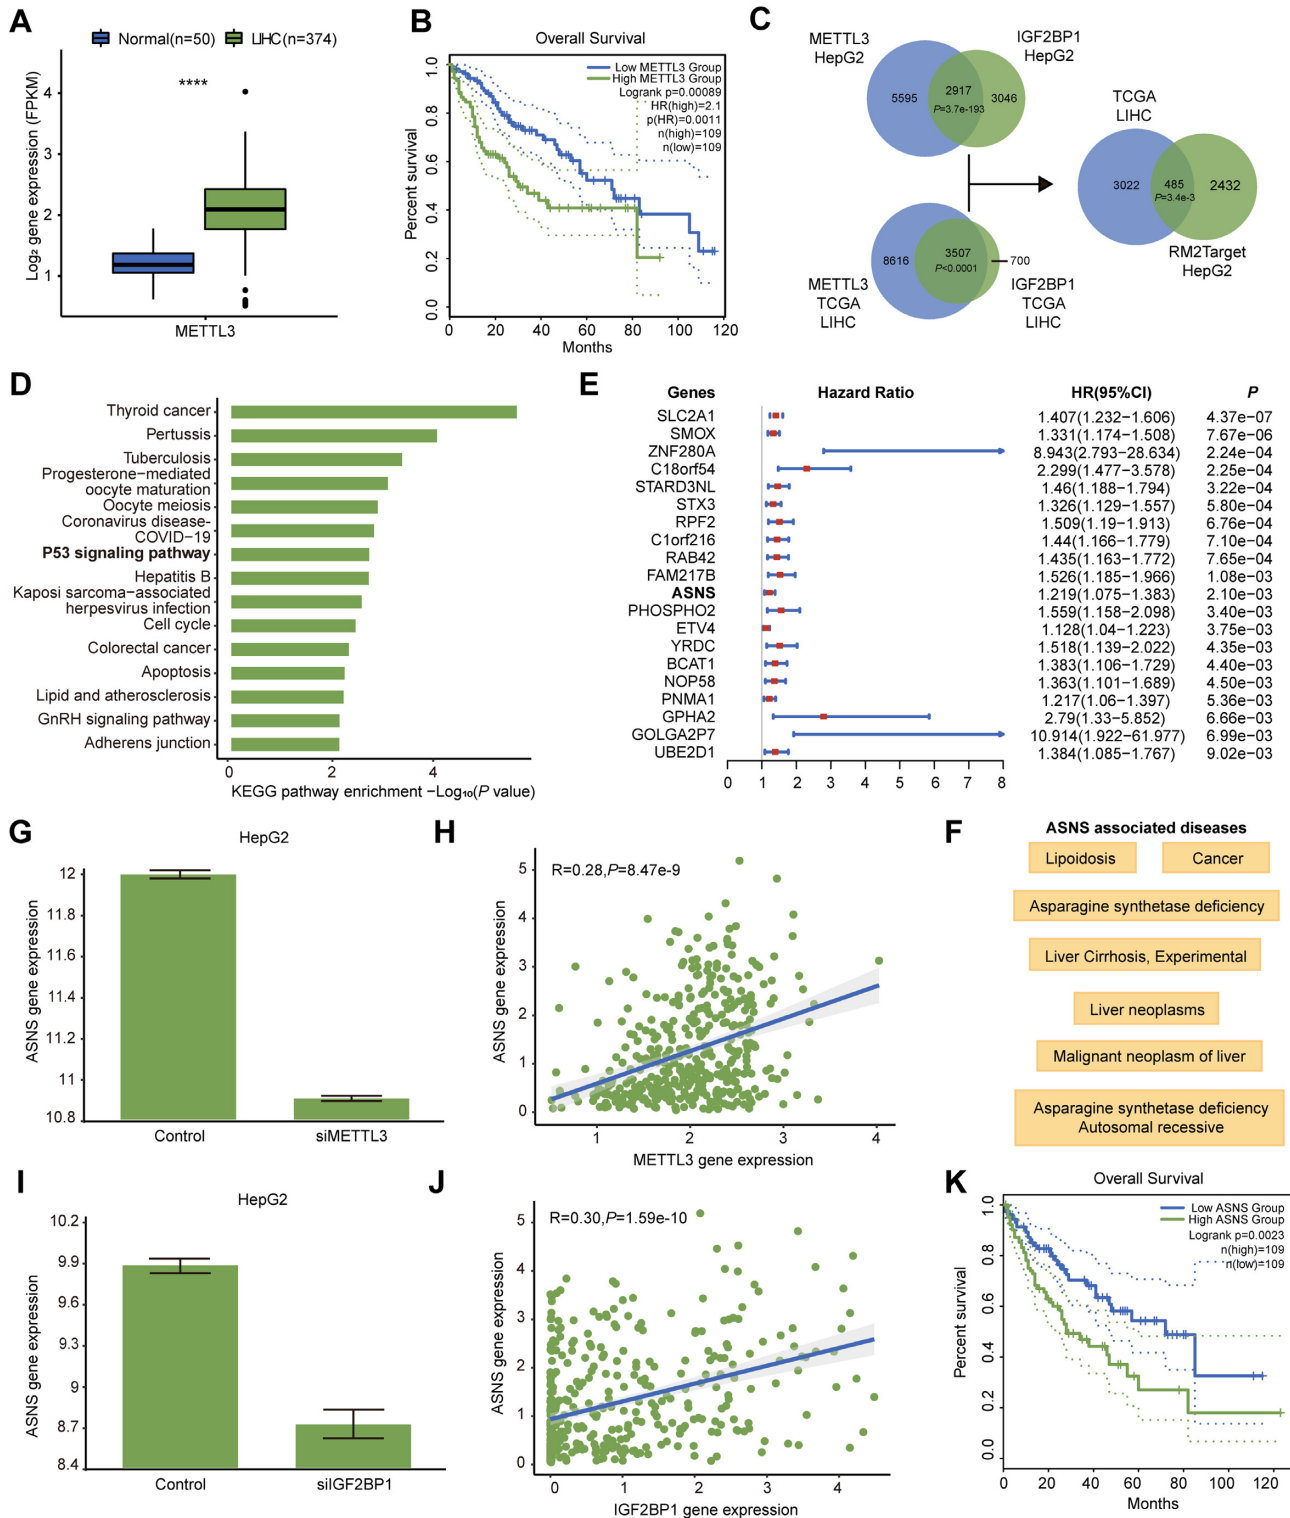 A
Normal(n=50) LIHC(n=374)
****
Log₂ gene expression (FPKM)
4
3
2
1
METTL3
B
Overall Survival
Low METTL3 Group
High METTL3 Group
Logrank p=0.00089
HR(high)=2.1
p(HR)=0.0011
n(high)=109
n(low)=109
Percent survival
1.0
0.8
0.6
0.4
0.2
0.0
0 20 40 60 80 100 120
Months
C
METTL3
HepG2
IGF2BP1
HepG2
5595
2917
P=3.7e-193
3046
METTL3
TCGA
LIHC
IGF2BP1
TCGA
LIHC
8616
3507
P<0.0001
700
TCGA
LIHC
3022
485
P=3.4e-3
2432
RM2Target
HepG2
D
Thyroid cancer
Pertussis
Tuberculosis
Progesterone-mediated
oocyte maturation
Oocyte meiosis
Coronavirus disease-
COVID-19
P53 signaling pathway
Hepatitis B
Kaposi sarcoma-associated
herpesvirus infection
Cell cycle
Colorectal cancer
Apoptosis
Lipid and atherosclerosis
GnRH signaling pathway
Adherens junction
0 2 4
KEGG pathway enrichment −Log₁₀(P value)
E
Genes Hazard Ratio HR(95%CI) P
SLC2A1 1.407(1.232−1.606) 4.37e−07
SMOX 1.331(1.174−1.508) 7.67e−06
ZNF280A 8.943(2.793−28.634) 2.24e−04
C18orf54 2.299(1.477−3.578) 2.25e−04
STARD3NL 1.46(1.188−1.794) 3.22e−04
STX3 1.326(1.129−1.557) 5.80e−04
RPF2 1.509(1.19−1.913) 6.76e−04
C1orf216 1.44(1.166−1.779) 7.10e−04
RAB42 1.435(1.163−1.772) 7.65e−04
FAM217B 1.526(1.185−1.966) 1.08e−03
ASNS 1.219(1.075−1.383) 2.10e−03
PHOSPHO2 1.559(1.158−2.098) 3.40e−03
ETV4 1.128(1.04−1.223) 3.75e−03
YRDC 1.518(1.139−2.022) 4.35e−03
BCAT1 1.383(1.106−1.729) 4.40e−03
NOP58 1.363(1.101−1.689) 4.50e−03
PNMA1 1.217(1.06−1.397) 5.36e−03
GPHA2 2.79(1.33−5.852) 6.66e−03
GOLGA2P7 10.914(1.922−61.977) 6.99e−03
UBE2D1 1.384(1.085−1.767) 9.02e−03
0 1 2 3 4 5 6 7 8
G
HepG2
ASNS gene expression
12
11.8
11.6
11.4
11.2
11
10.8
Control siMETTL3
H
R=0.28,P=8.47e-9
ASNS gene expression
5
4
3
2
1
0
1 2 3 4
METTL3 gene expression
F
ASNS associated diseases
Lipoidosis Cancer
Asparagine synthetase deficiency
Liver Cirrhosis, Experimental
Liver neoplasms
Malignant neoplasm of liver
Asparagine synthetase deficiency
Autosomal recessive
I
HepG2
ASNS gene expression
10.2
9.9
9.6
9.3
9
8.7
8.4
Control siIGF2BP1
J
R=0.30,P=1.59e-10
ASNS gene expression
5
4
3
2
1
0
0 1 2 3 4
IGF2BP1 gene expression
K
Overall Survival
Low ASNS Group
High ASNS Group
Logrank p=0.0023
n(high)=109
n(low)=109
Percent survival
1.0
0.8
0.6
0.4
0.2
0.0
0 20 40 60 80 100 120
Months